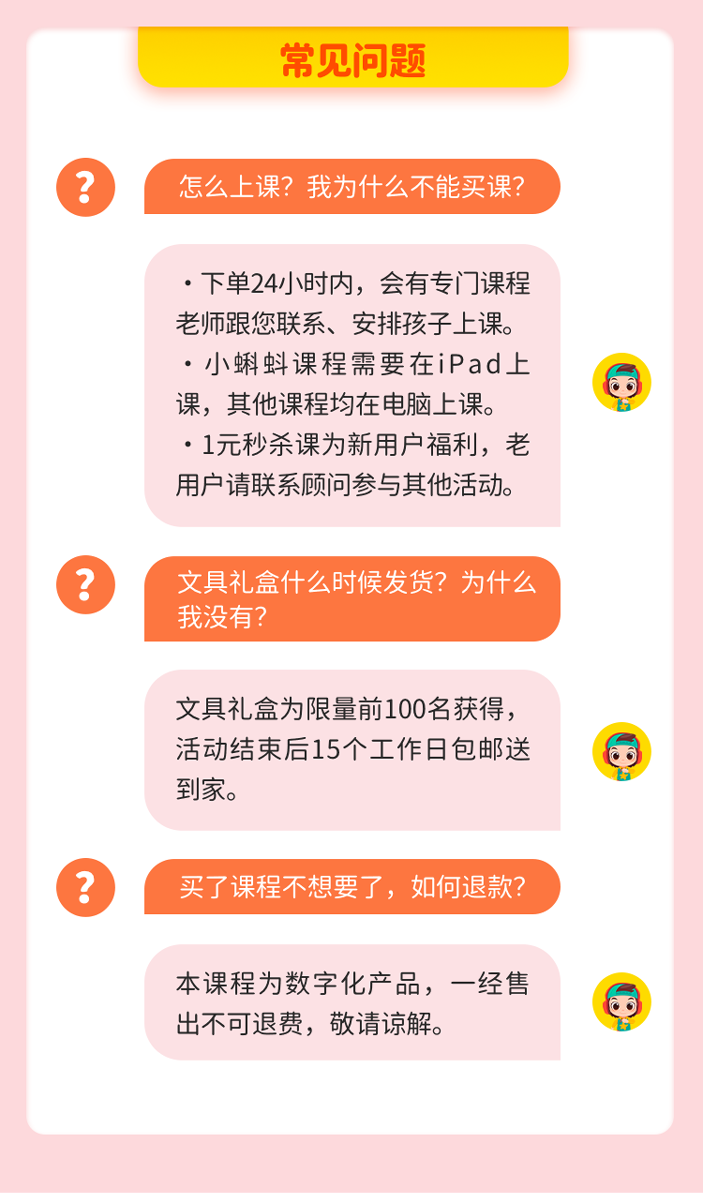 常见问题
?
怎么上课？我为什么不能买课？
·下单24小时内，会有专门课程
老师跟您联系、安排孩子上课。
·小蝌蚪课程需要在iPad上
课，其他课程均在电脑上课。
·1元秒杀课为新用户福利，老
用户请联系顾问参与其他活动。
?
文具礼盒什么时候发货？为什么
我没有？
文具礼盒为限量前100名获得，
活动结束后15个工作日包邮送
到家。
?
买了课程不想要了，如何退款？
本课程为数字化产品，一经售
出不可退费，敬请谅解。